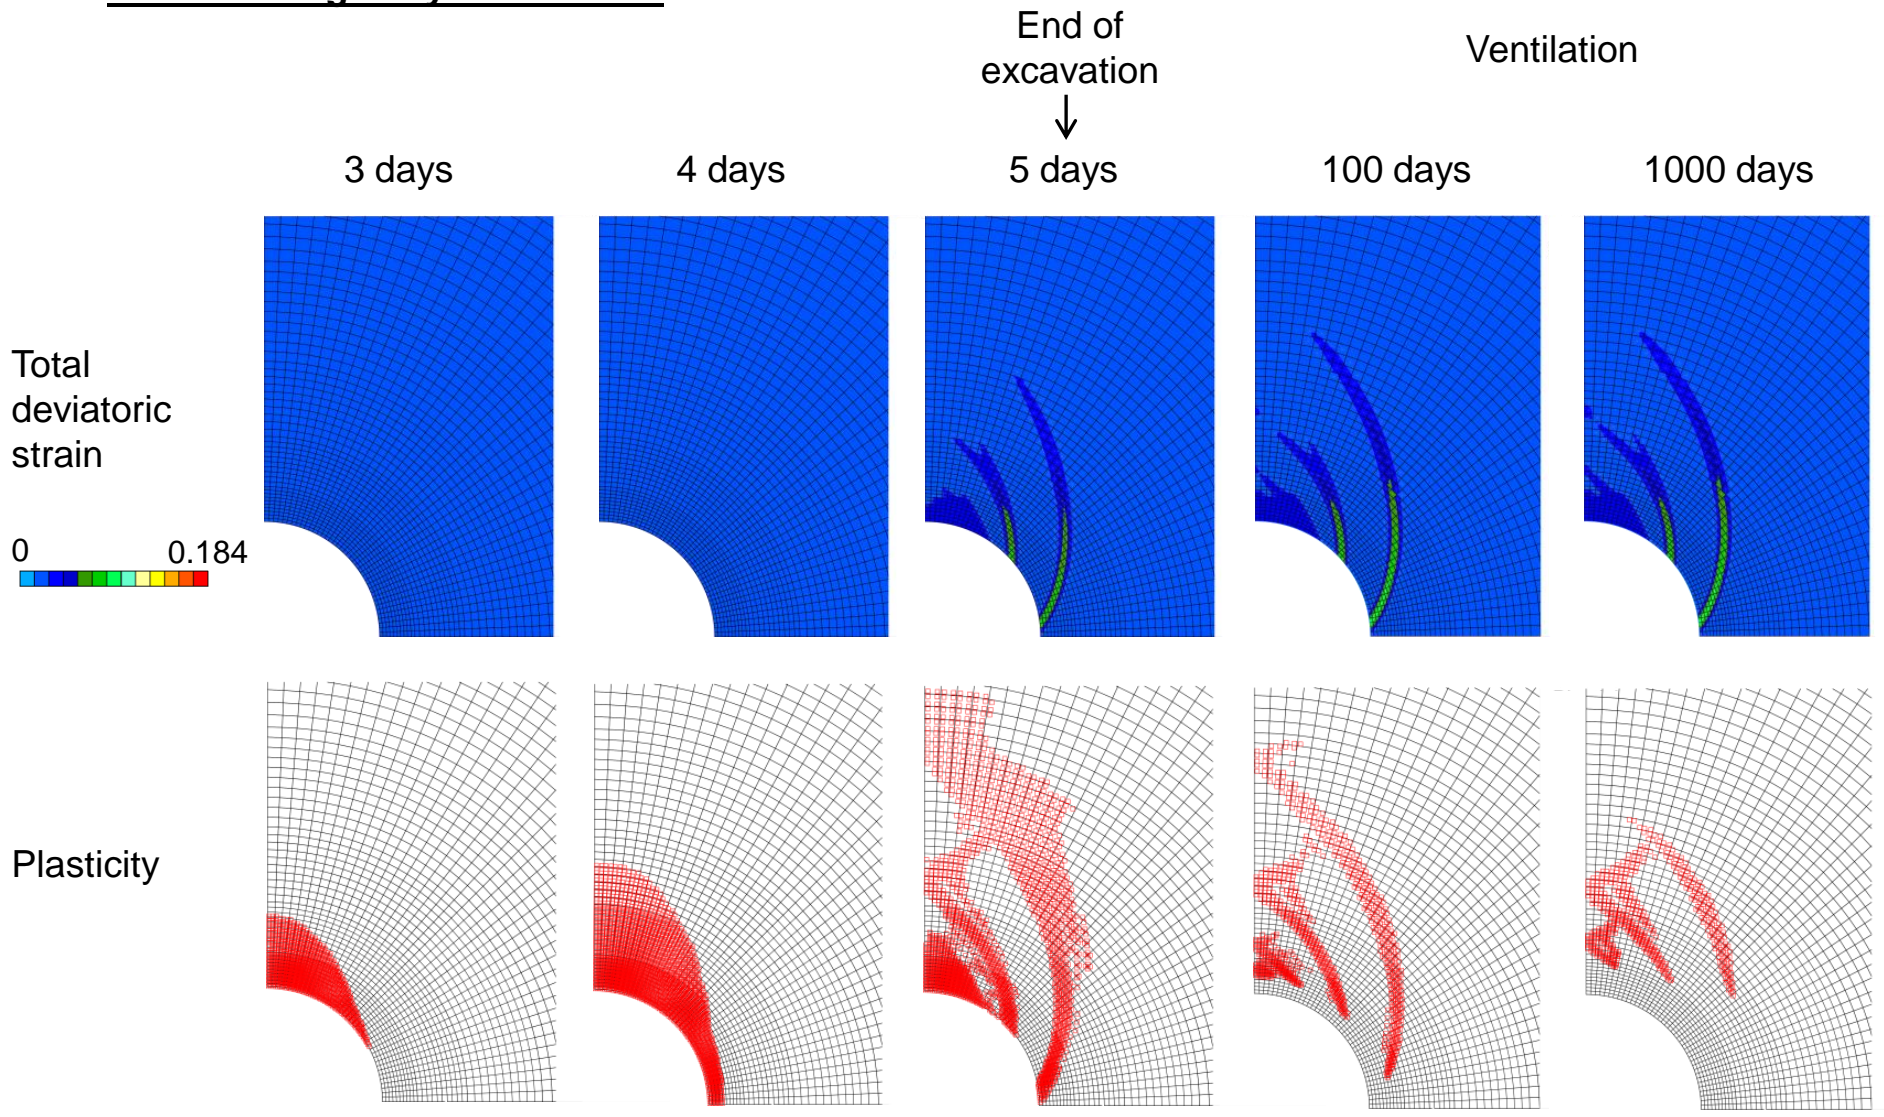 End of
excavation
Ventilation
3 days
4 days
5 days
100 days
1000 days
Total
deviatoric
strain
0
0.184
Plasticity